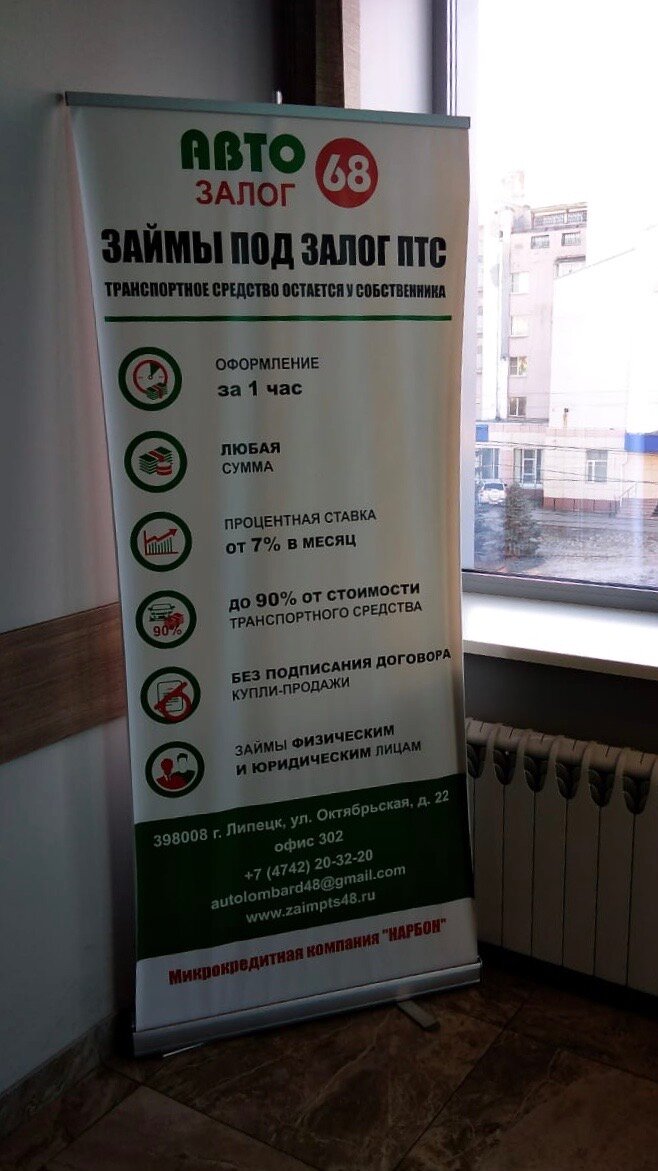 АВТО
ЗАЛОГ
68
ЗАЙМЫ ПОД ЗАЛОГ ПТС
ТРАНСПОРТНОЕ СРЕДСТВО ОСТАЕТСЯ У СОБСТВЕННИКА
ОФОРМЛЕНИЕ
за 1 час
ЛЮБАЯ
СУММА
ПРОЦЕНТНАЯ СТАВКА
от 7% в месяц
90%
до 90% от стоимости
ТРАНСПОРТНОГО СРЕДСТВА
БЕЗ ПОДПИСАНИЯ ДОГОВОРА
КУПЛИ-ПРОДАЖИ
ЗАЙМЫ ФИЗИЧЕСКИМ
И ЮРИДИЧЕСКИМ ЛИЦАМ
398008 г. Липецк, ул. Октябрьская, д. 22
офис 302
+7 (4742) 20-32-20
autolombard48@gmail.com
www.zaimpts48.ru
Микрокредитная компания "НАРБОН"